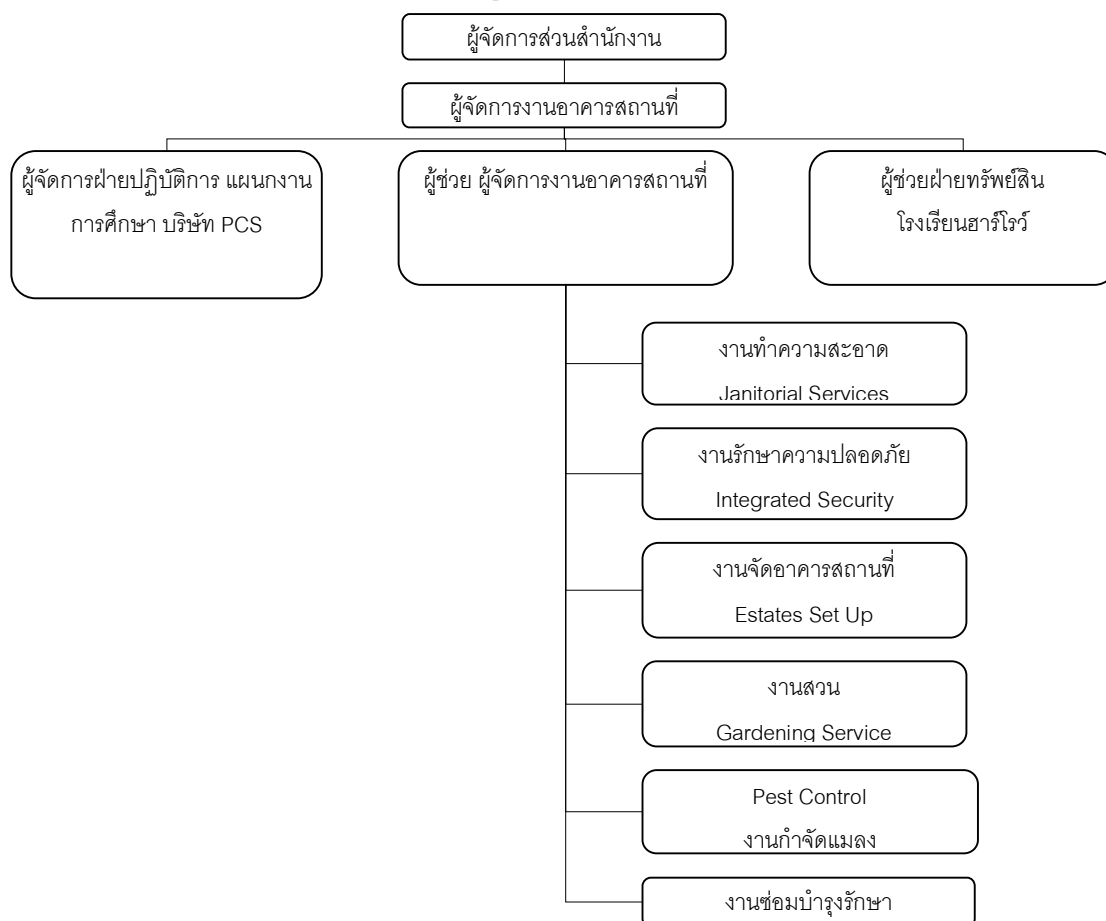 ผู้จัดการส่วนสำนักงาน
ผู้จัดการงานอาคารสถานที่
ผู้จัดการฝ่ายปฏิบัติการ แผนกงาน
การศึกษา บริษัท PCS
ผู้ช่วย ผู้จัดการงานอาคารสถานที่
ผู้ช่วยฝ่ายทรัพย์สิน
โรงเรียนฮาร์โรว์
งานทำความสะอาด
Janitorial Services
งานรักษาความปลอดภัย
Integrated Security
งานจัดอาคารสถานที่
Estates Set Up
งานสวน
Gardening Service
Pest Control
งานกำจัดแมลง
งานซ่อมบำรุงรักษา